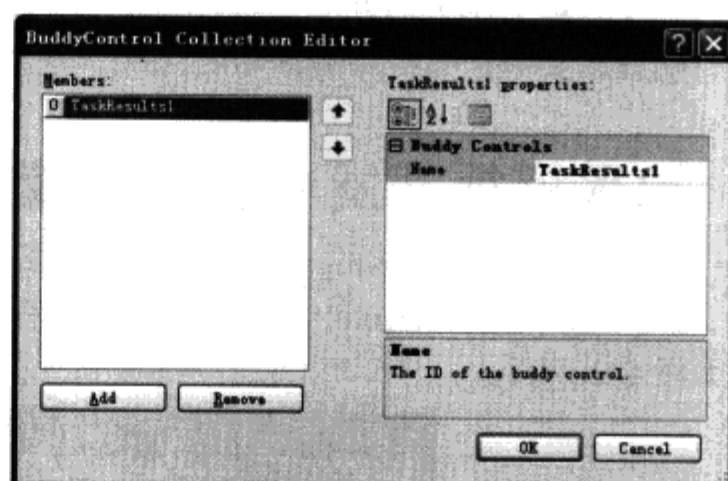 BuddyControl Collection Editor
Members:
0 TaskResults1
Add
Remove
TaskResults1 properties:
Buddy Controls
Name TaskResults1
Name
The ID of the buddy control.
OK
Cancel